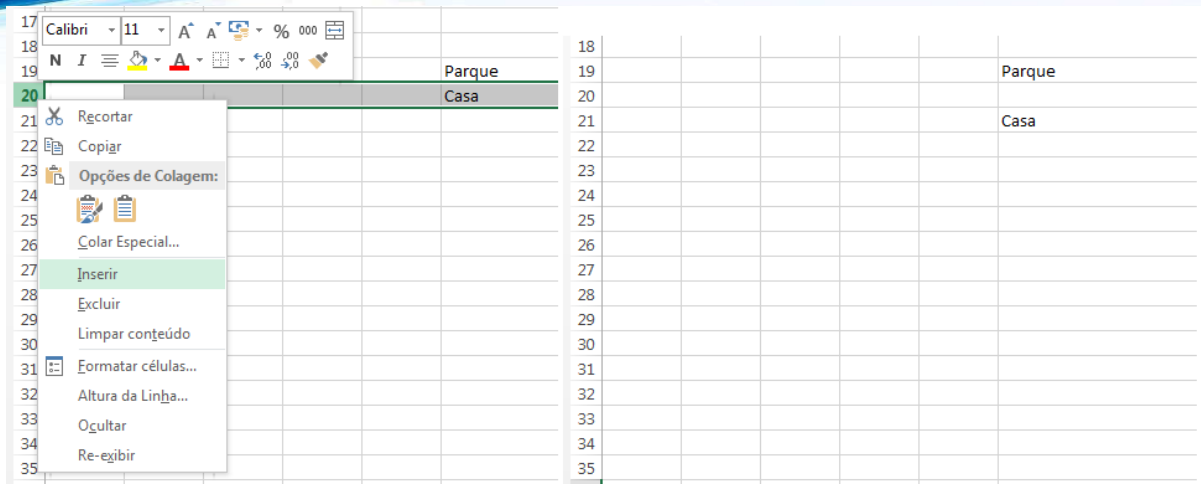 17
Calibri 11 A A % 000
18 N I A ,00 ,00
19 Parque
20 Casa
21 Recortar
22 Copiar
23 Opções de Colagem:
24
25
26 Colar Especial...
27 Inserir
28 Excluir
29 Limpar conteúdo
30
31 Formatar células...
32 Altura da Linha...
33 Ocultar
34 Re-exibir
35
18
19 Parque
20
21 Casa
22
23
24
25
26
27
28
29
30
31
32
33
34
35